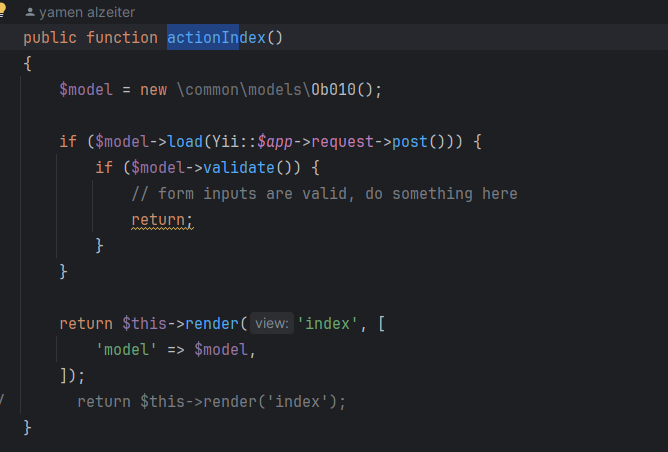 yamen alzeiter
public function actionIndex()
{
$model = new \common\models\Ob010();
if ($model->load(Yii::$app->request->post())) {
if ($model->validate()) {
// form inputs are valid, do something here
return;
}
}
return $this->render( view: 'index', [
'model' => $model,
]);
/ return $this->render('index');
}